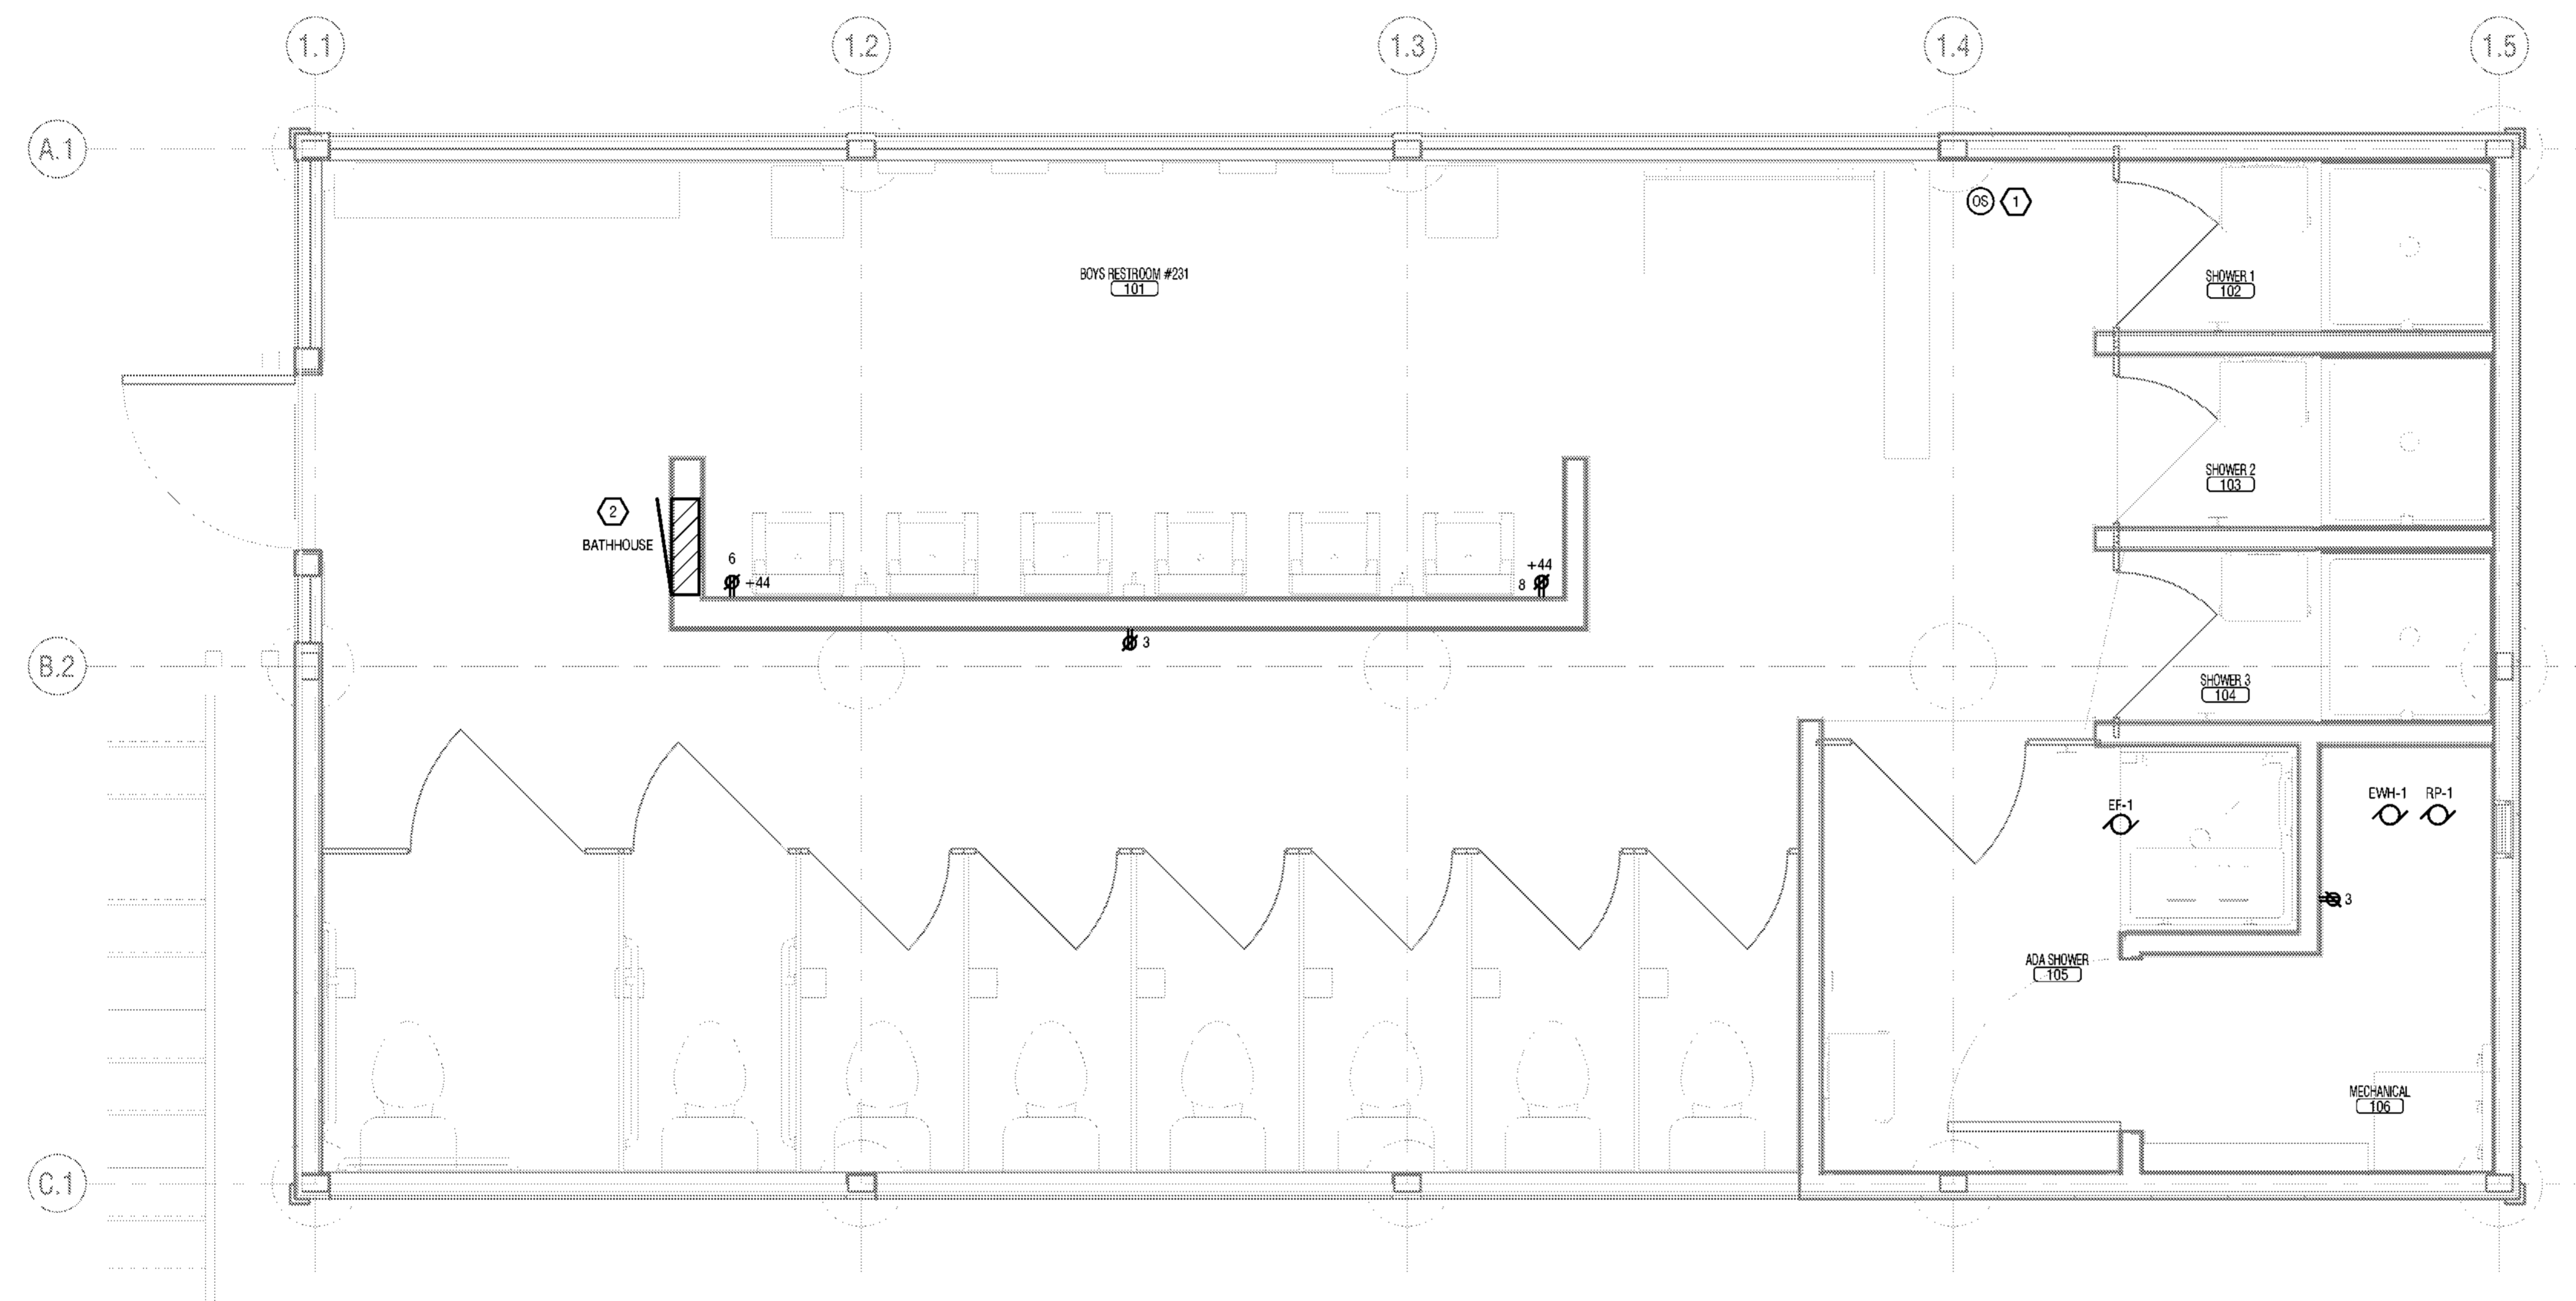 1.1
1.2
1.3
1.4
1.5
A.1
OS
1
BOYS RESTROOM #231
101
SHOWER 1
102
SHOWER 2
103
2
BATHHOUSE
6
+44
+44
8
3
B.2
SHOWER 3
104
EF-1
EWH-1
RP-1
3
ADA SHOWER
105
MECHANICAL
106
C.1